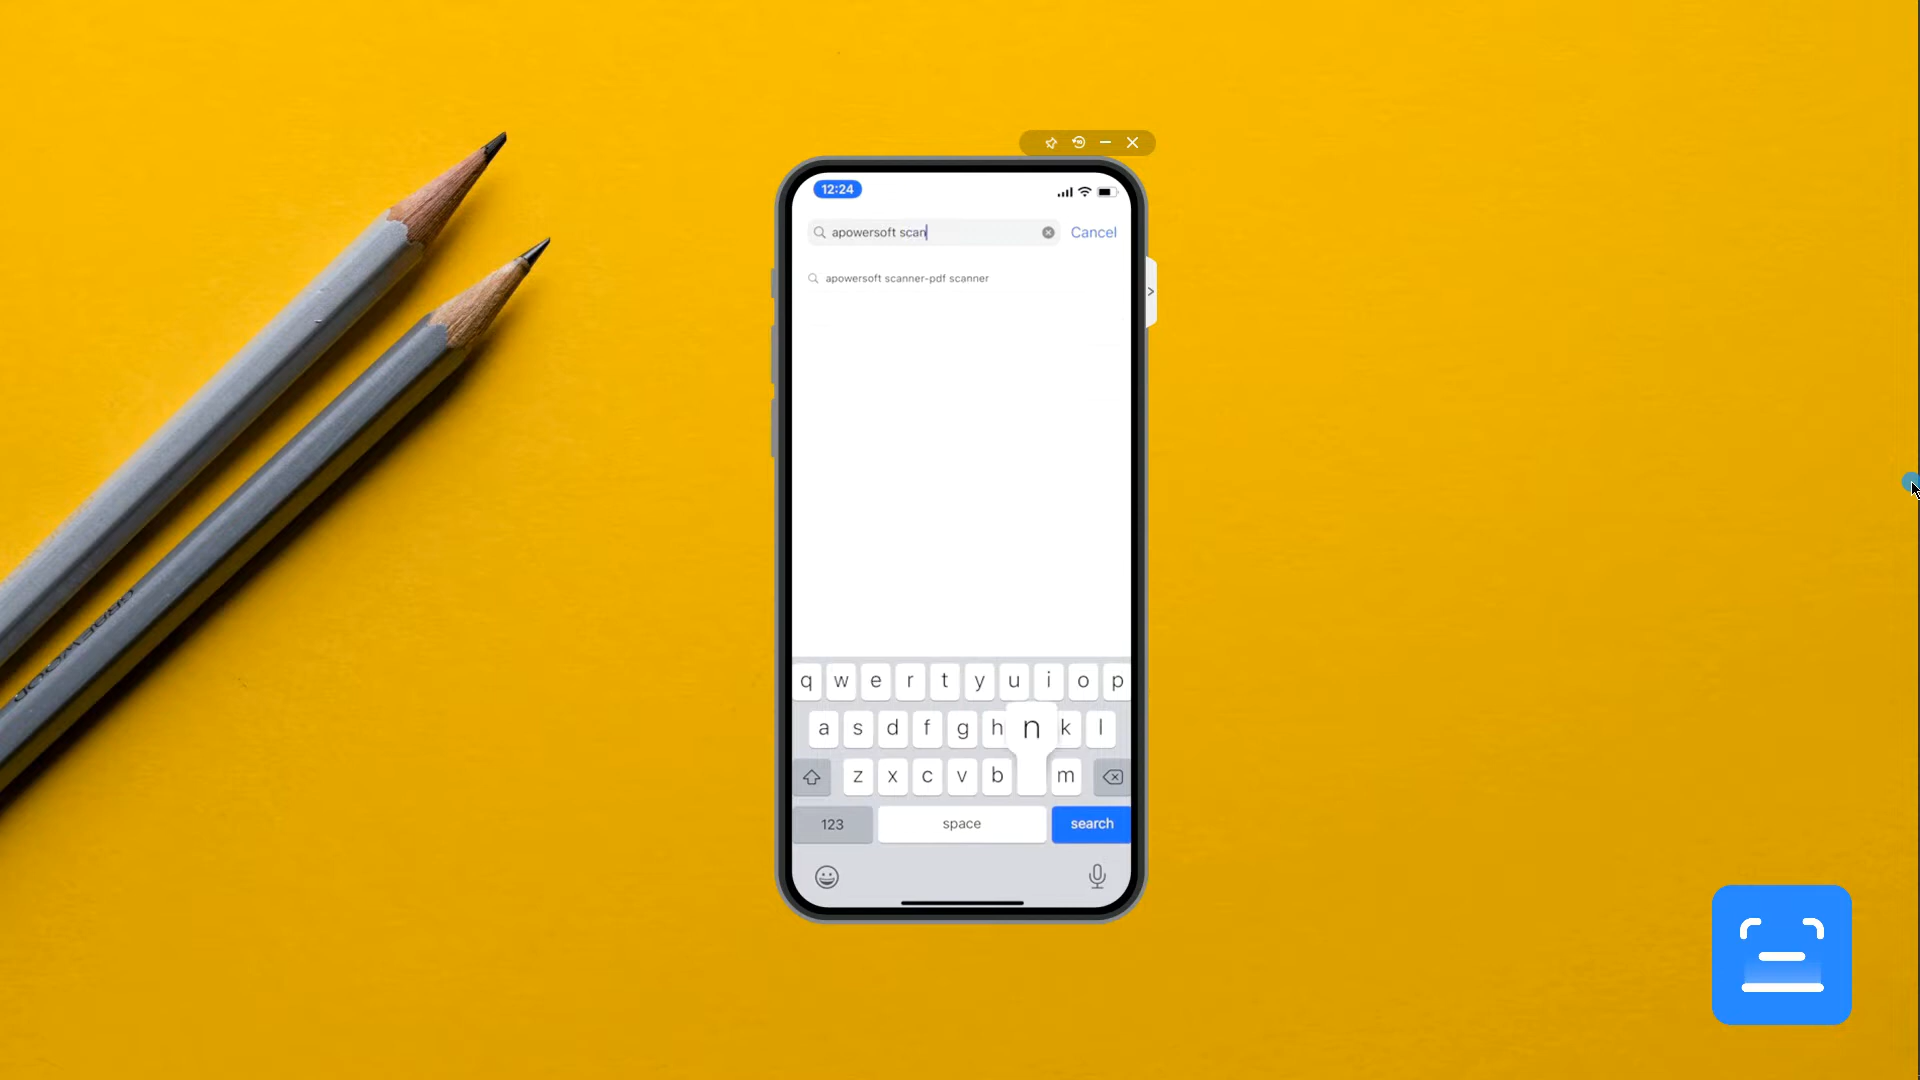 12:24
apowersoft scan
Cancel
apowersoft scanner-pdf scanner
q w e r t y u i o p
a s d f g h n k l
z x c v b m
123 space search